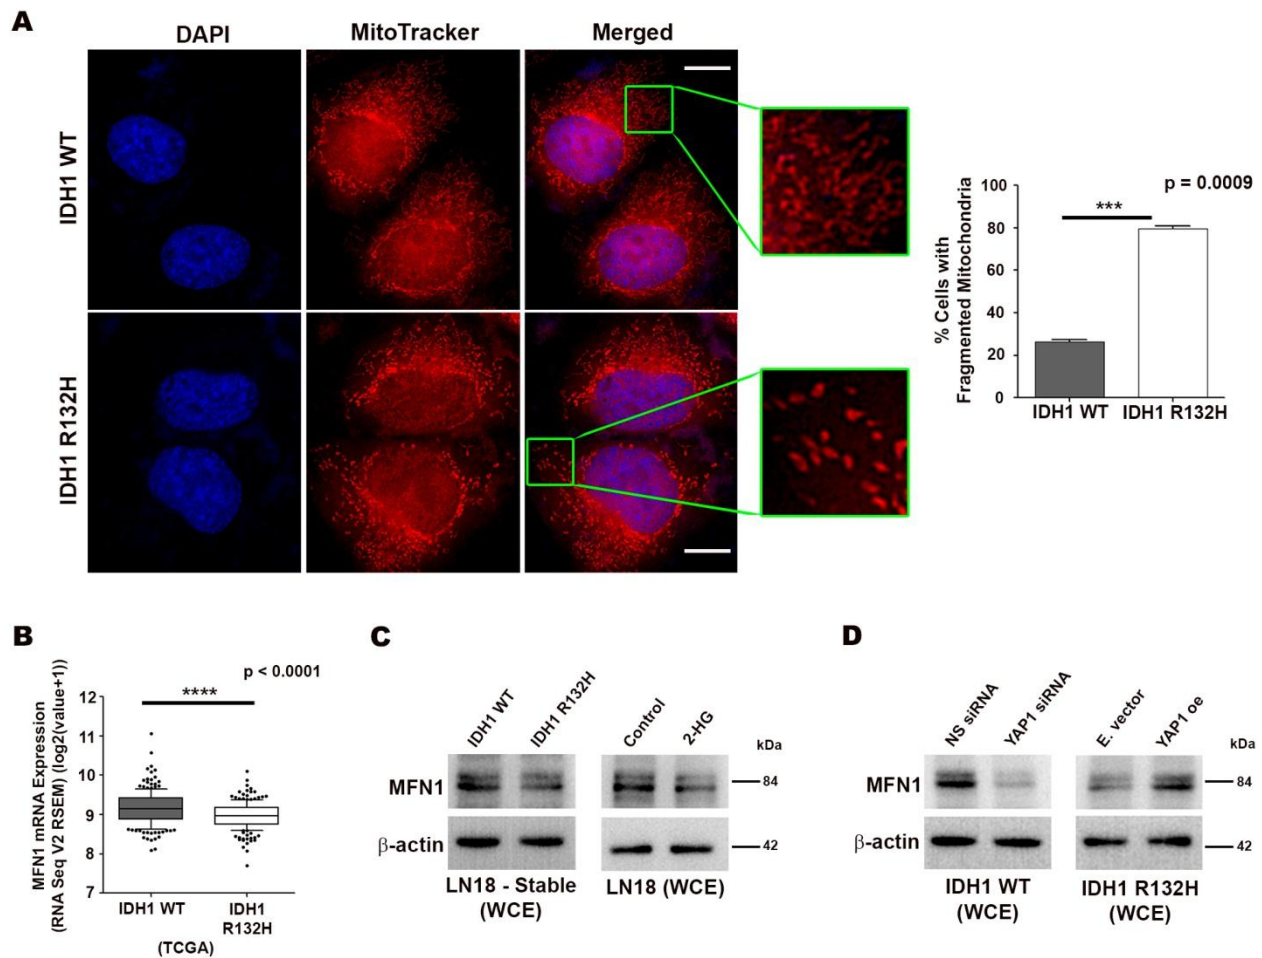 A
DAPI
MitoTracker
Merged
IDH1 WT
IDH1 R132H
p = 0.0009
***
% Cells with
Fragmented Mitochondria
100
80
60
40
20
0
IDH1 WT
IDH1 R132H
B
p < 0.0001
****
MFN1 mRNA Expression
(RNA Seq V2 RSEM) (log2(value+1))
12
11
10
9
8
7
IDH1 WT
IDH1
R132H
(TCGA)
C
IDH1 WT
IDH1 R132H
Control
2-HG
kDa
MFN1
84
β-actin
42
LN18 - Stable
(WCE)
LN18 (WCE)
D
NS siRNA
YAP1 siRNA
E. vector
YAP1 oe
kDa
MFN1
84
β-actin
42
IDH1 WT
(WCE)
IDH1 R132H
(WCE)